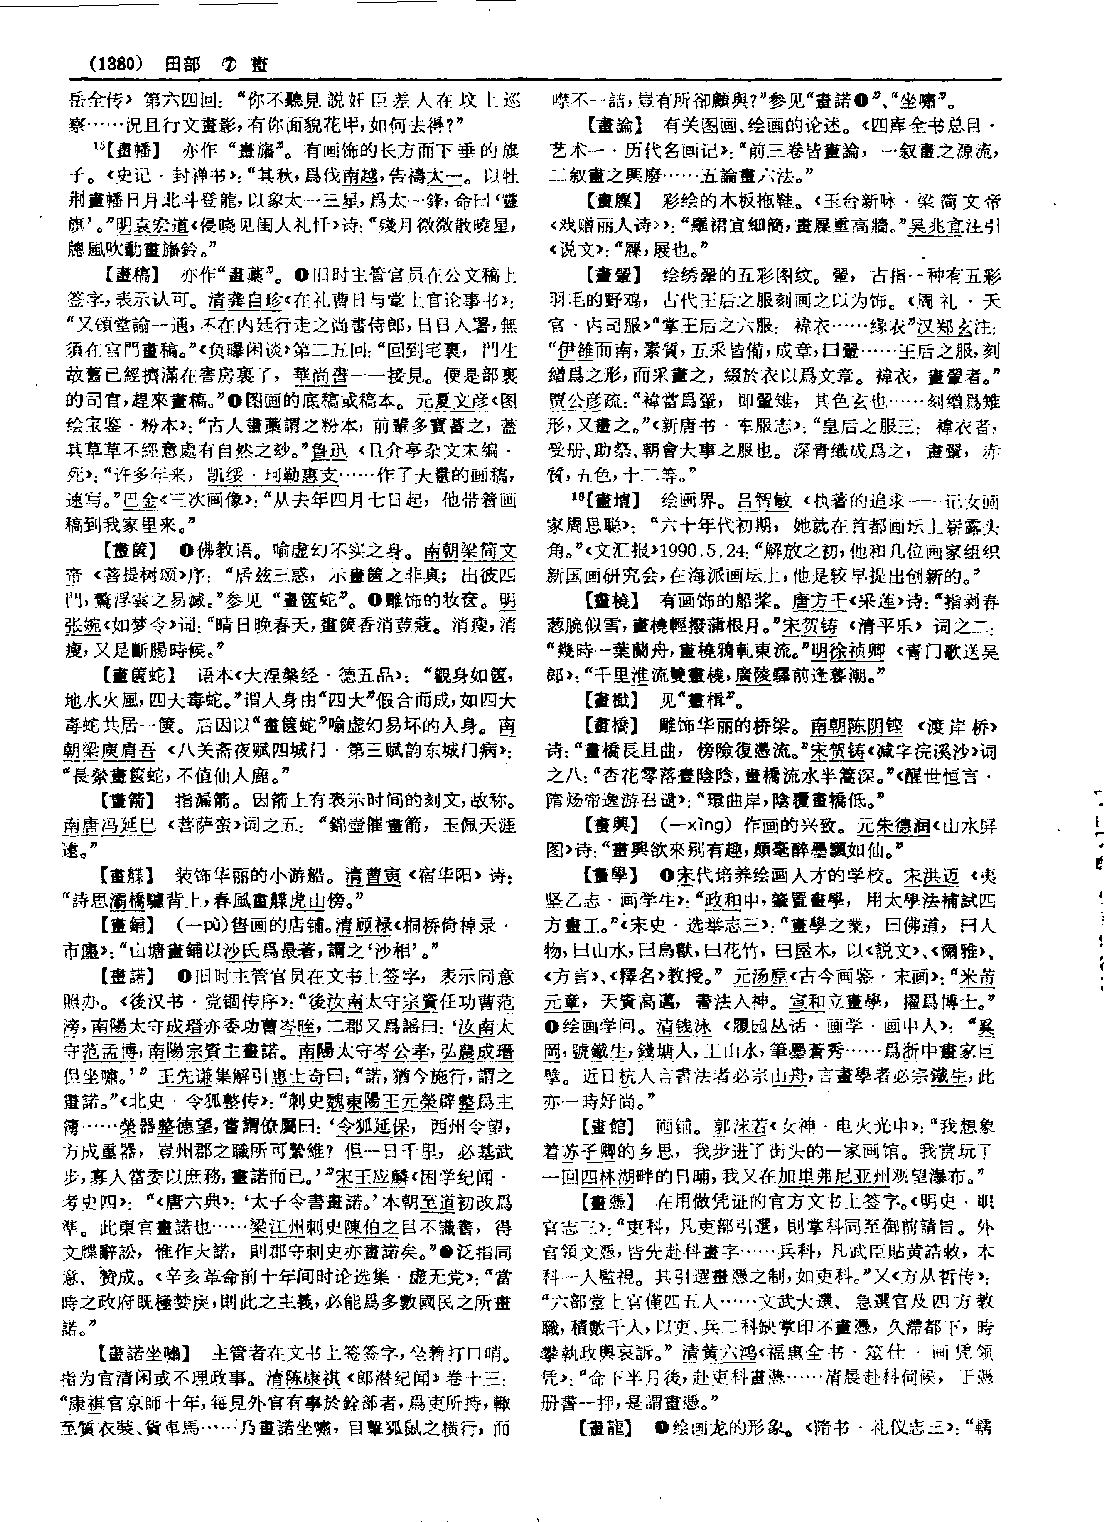 (1380) 田部 ⑦ 畫
岳全传》第六四回：“你不聽見説奸臣差人在坟上巡
察……况且行文畫影，有你面貌花甲，如何去得？”
¹⁵【畫幡】 亦作“畫旛”。有画饰的长方而下垂的旗
子。《史记·封禅书》：“其秋，爲伐南越，告禱太一。以牡
荆畫幡日月北斗登龍，以象太一三星，爲太一鋒，命曰‘靈
旗’。”明袁宏道《侵晓见闺人礼忏》诗：“殘月微微散曉星，
牕風吹動畫旛鈴。”
【畫稿】 亦作“畫藁”。❶旧时主管官员在公文稿上
签字，表示认可。清龚自珍《在礼曹日与堂上官论事书》：
“又頒堂諭一通，不在内廷行走之尚書侍郎，日日入署，無
須在宫門畫稿。”《负曝闲谈》第二五回：“回到宅裏，門生
故舊已經擠滿在書房裏了，華尚書一一接見。便是部裏
的司官，趕來畫稿。”❷图画的底稿或稿本。元夏文彦《图
绘宝鉴·粉本》：“古人畫藁謂之粉本，前輩多寶蓄之，蓋
其草草不經意處有自然之妙。”鲁迅《且介亭杂文末编·
死》：“许多年来，凯绥·珂勒惠支……作了大量的画稿，
速写。”巴金《三次画像》：“从去年四月七日起，他带着画
稿到我家里来。”
【畫篋】 ❶佛教语。喻虚幻不实之身。南朝梁简文
帝《菩提树颂》序：“⋯悲三惑，示畫篋之非真；出彼四
門，驚浮雲之易滅。”参见“畫篋蛇”。❷雕饰的妆奁。明
张婉《如梦令》词：“晴日晚春天，畫篋香消荳蔻。消瘦，消
瘦，又是斷腸時候。”
【畫篋蛇】 语本《大涅槃经·德五品》：“觀身如篋，
地水火風，四大毒蛇。”谓人身由“四大”假合而成，如四大
毒蛇共居一篋。后因以“畫篋蛇”喻虚幻易坏的人身。南
朝梁庾肩吾《八关斋夜赋四城门·第三赋韵东城门病》：
“長縈畫篋蛇，不值仙人鹿。”
【畫箭】 指漏箭。因箭上有表示时间的刻文，故称。
南唐冯延巳《菩萨蛮》词之五：“錦壺催畫箭，玉佩天涯
遠。”
【畫艓】 装饰华丽的小游船。清曹寅《宿华阳》诗：
“詩思灞橋驢背上，春風畫艓虎山傍。”
【畫鋪】 (一pù)售画的店铺。清顾禄《桐桥倚棹录·
市廛》：“山塘畫鋪以沙氏爲最著，謂之‘沙相’。”
【畫諾】 ❶旧时主管官员在文书上签字，表示同意
照办。《後汉书·党锢传序》：“後汝南太守宗資任功曹范
滂，南陽太守成瑨亦委功曹岑晊，二郡又爲謡曰：‘汝南太
守范孟博，南陽宗資主畫諾。南陽太守岑公孝，弘農成瑨
但坐嘯。’”王先谦集解引惠士奇曰：“諾，猶今施行，謂之
畫諾。”《北史·令狐整传》：“刺史魏東陽王元榮辟整爲主
簿……榮器整德望，嘗謂僚屬曰：‘令狐延保，西州令望，
方成重器，豈州郡之職所可縶維？但一日千里，必基武
步，寡人當委以庶務，畫諾而已。’”宋王应麟《困学纪闻·
考史四》：“《唐六典》：‘太子令書畫諾。’本朝至道初改爲
準。此東宫畫諾也……梁江州刺史陳伯之目不識書，得
文牒辭訟，惟作大諾，則郡守刺史亦畫諾矣。”❷泛指同
意、赞成。《辛亥革命前十年间时论选集·虚无党》：“當
時之政府既極婪戾，則此之主義，必能爲多數國民之所畫
諾。”
【畫諾坐嘯】 主管者在文书上签签字，坐着打口哨。
指为官清闲或不理政事。清陈康祺《郎潜纪闻》卷十三：
“康祺官京師十年，每見外官有事於銓部者，爲吏所持，輒
至質衣裝、貨車馬……乃畫諾坐嘯，目擊狐鼠之横行，而
噤不一語，豈有所卻顧與？”参见“畫諾❶”、“坐嘯”。
【畫論】 有关图画、绘画的论述。《四库全书总目·
艺术一·历代名画记》：“前三卷皆畫論，一叙畫之源流，
二叙畫之興廢……五論畫六法。”
【畫屧】 彩绘的木板拖鞋。《玉台新咏·梁简文帝
〈戏赠丽人诗〉》：“羅裙宜細簡，畫屧重高牆。”吴兆宜注引
《说文》：“屧，履也。”
【畫翬】 绘绣翬的五彩图纹。翬，古指一种有五彩
羽毛的野鸡，古代王后之服刻画之以为饰。《周礼·天
官·内司服》“掌王后之六服：褘衣……緣衣”汉郑玄注：
“伊雒而南，素質，五采皆備，成章，曰翬……王后之服，刻
繒爲之形，而采畫之，綴於衣以爲文章。褘衣，畫翬者。”
贾公彦疏：“褘當爲翬，即翬雉，其色玄也……刻繒爲雉
形，又畫之。”《新唐书·车服志》：“皇后之服三：褘衣者，
受册、助祭、朝會大事之服也。深青織成爲之，畫翬，赤
質，五色，十二等。”
¹⁶【畫壇】 绘画界。吕智敏《执著的追求——记女画
家周思聪》：“六十年代初期，她就在首都画坛上崭露头
角。”《文汇报》1990.5.24：“解放之初，他和几位画家组织
新国画研究会，在海派画坛上，他是较早提出创新的。”
【畫橈】 有画饰的船桨。唐方干《采莲》诗：“指剥春
葱腕似雪，畫橈輕撥蒲根月。”宋贺铸《清平乐》词之二：
“幾時一葉蘭舟，畫橈鴉軋東流。”明徐祯卿《青门歌送吴
郎》：“千里淮流雙畫橈，廣陵驛前逢暮潮。”
【畫檝】 见“畫楫”。
【畫橋】 雕饰华丽的桥梁。南朝陈阴铿《渡岸桥》
诗：“畫橋長且曲，傍險復憑流。”宋贺铸《减字浣溪沙》词
之八：“杏花零落晝陰陰，畫橋流水半篙深。”《醒世恒言·
隋炀帝逸游召谴》：“環曲岸，陰覆畫橋低。”
【畫興】 (一xìng)作画的兴致。元朱德润《山水屏
图》诗：“畫興欲來别有趣，顛毫醉墨飄如仙。”
【畫學】 ❶宋代培养绘画人才的学校。宋洪迈《夷
坚乙志·画学生》：“政和中，肇置畫學，用太學法補試四
方畫工。”《宋史·选举志三》：“畫學之業，曰佛道，曰人
物，曰山水，曰鳥獸，曰花竹，曰屋木，以《説文》、《爾雅》、
《方言》、《釋名》教授。”元汤垕《古今画鉴·宋画》：“米芾
元章，天資高邁，書法入神。宣和立畫學，擢爲博士。”
❷绘画学问。清钱泳《履园丛话·画学·画中人》：“奚
岡，號鐵生，錢塘人，工山水，筆墨蒼秀……爲浙中畫家巨
擘。近日杭人言書法者必宗山舟，言畫學者必宗鐵生，此
亦一時好尚。”
【畫館】 画铺。郭沫若《女神·电火光中》：“我想象
着苏子卿的乡思，我步进了街头的一家画馆。我赏玩了
一回四林湖畔的日晡，我又在加里弗尼亚州观望瀑布。”
【畫憑】 在用做凭证的官方文书上签字。《明史·职
官志三》：“吏科，凡吏部引選，則掌科同至御前請旨。外
官領文憑，皆先赴科畫字……兵科，凡武臣貼黄誥敕，本
科一人監視。其引選畫憑之制，如吏科。”又《方从哲传》：
“六部堂上官僅四五人……文武大選、急選官及四方教
職，積數千人，以吏、兵二科缺掌印不畫憑，久滯都下，時
攀執政輿哀訴。”清黄六鸿《福惠全书·筮仕·画凭领
凭》：“命下半月後，赴吏科畫憑……清晨赴科伺候，于憑
册書一押，是謂畫憑。”
【畫龍】 ❶绘画龙的形象。《隋书·礼仪志三》：“轜